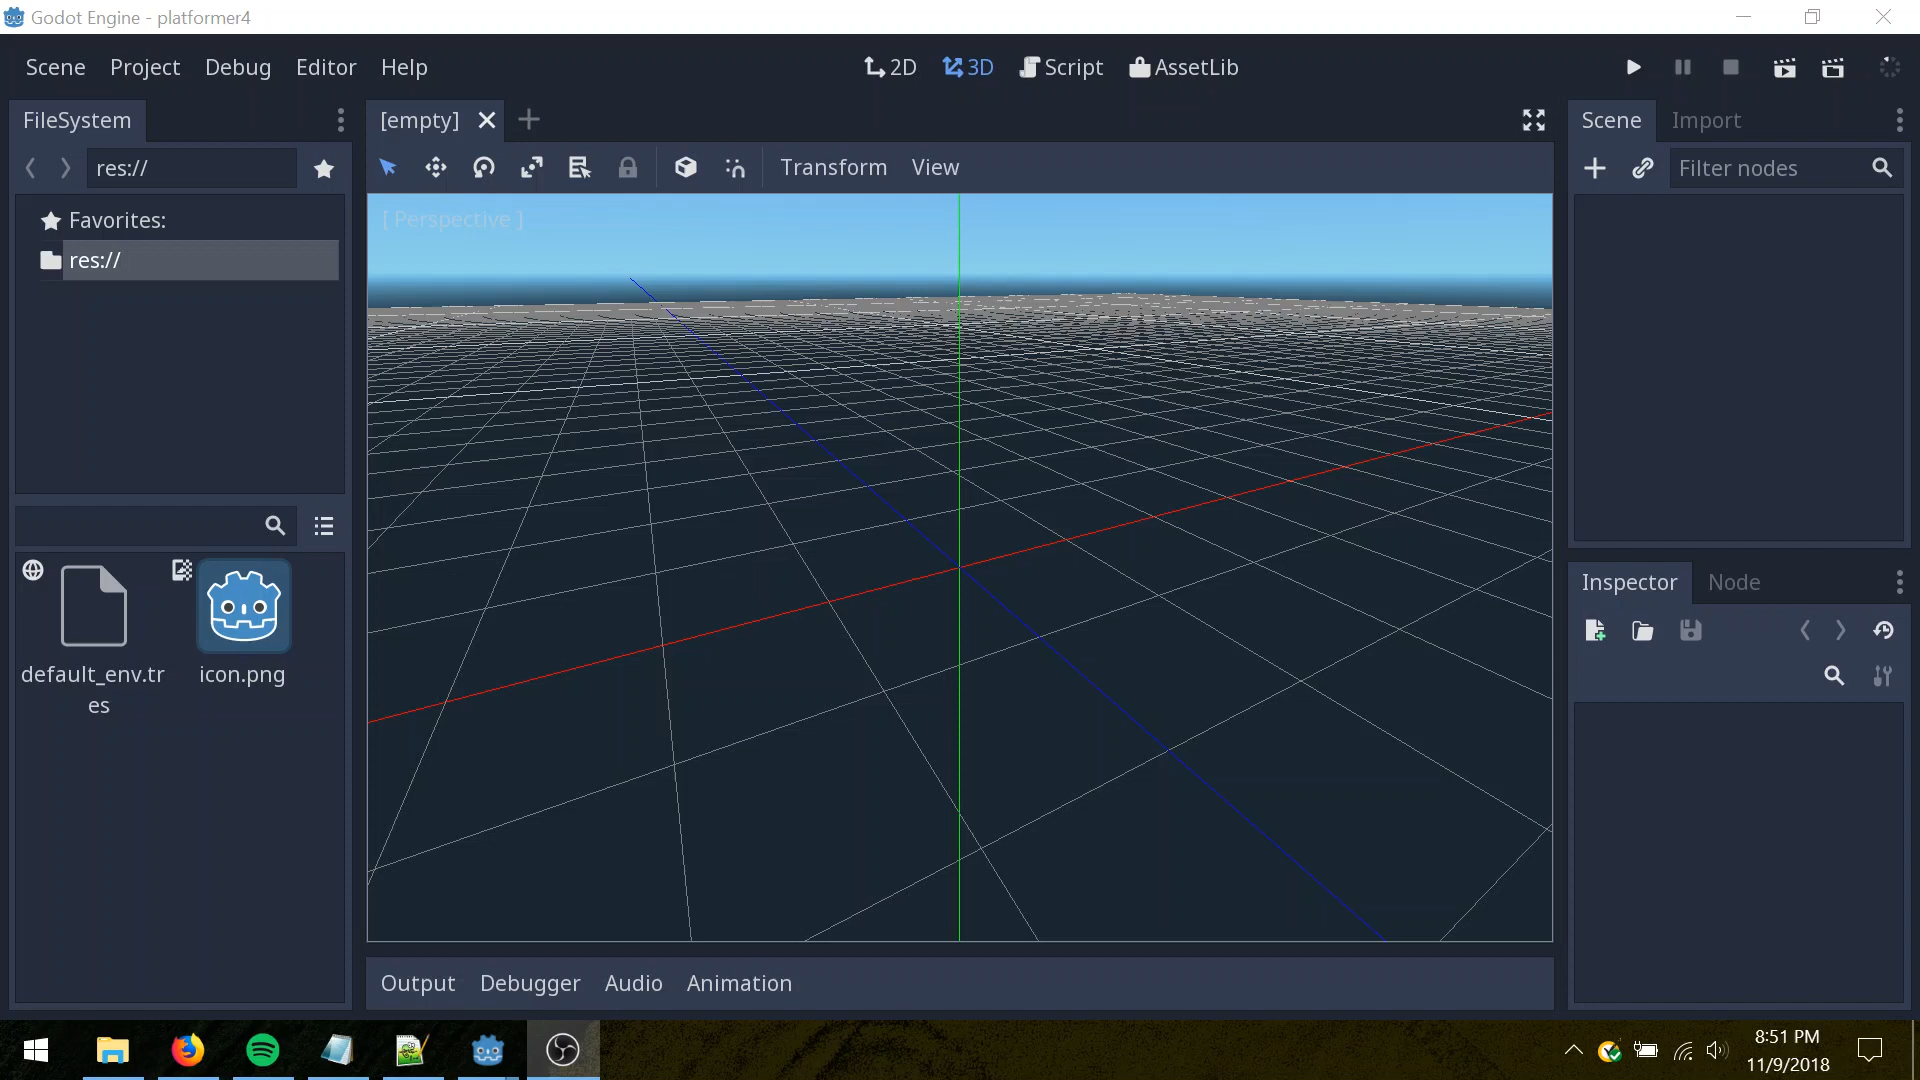 Godot Engine - platformer4
Scene Project Debug Editor Help
2D 3D Script AssetLib
FileSystem
[empty]
Scene Import
res://
Transform View
Filter nodes
Favorites:
res://
[ Perspective ]
default_env.tr
es
icon.png
Inspector Node
Output Debugger Audio Animation
8:51 PM
11/9/2018